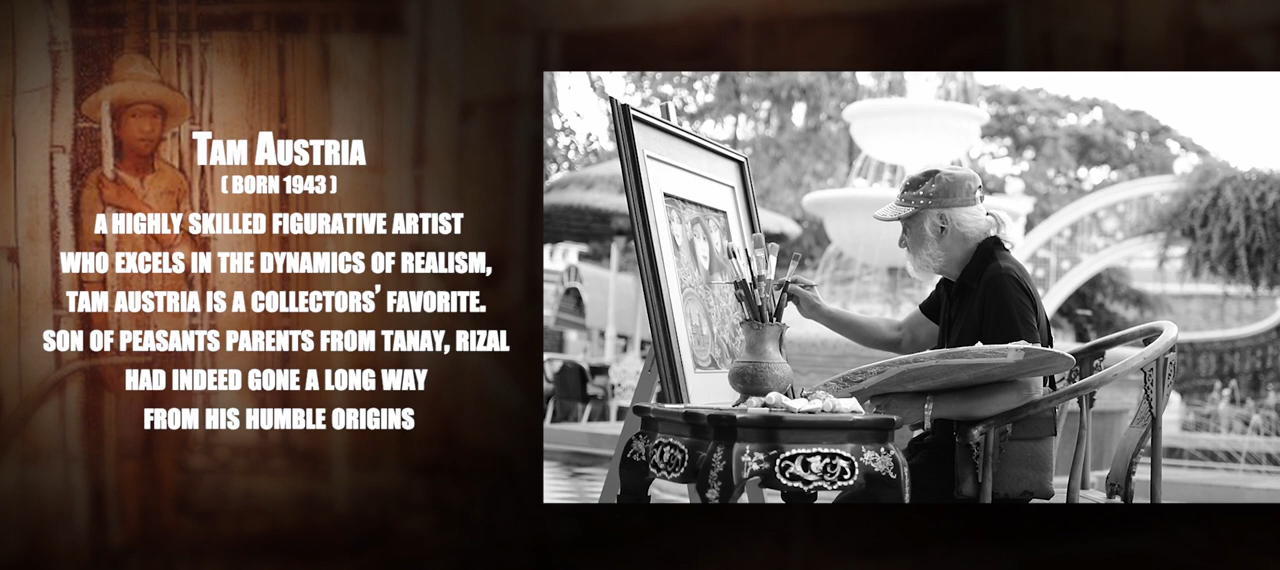 Tam Austria
( BORN 1943 )
A HIGHLY SKILLED FIGURATIVE ARTIST
WHO EXCELS IN THE DYNAMICS OF REALISM,
TAM AUSTRIA IS A COLLECTORS’ FAVORITE.
SON OF PEASANTS PARENTS FROM TANAY, RIZAL
HAD INDEED GONE A LONG WAY
FROM HIS HUMBLE ORIGINS